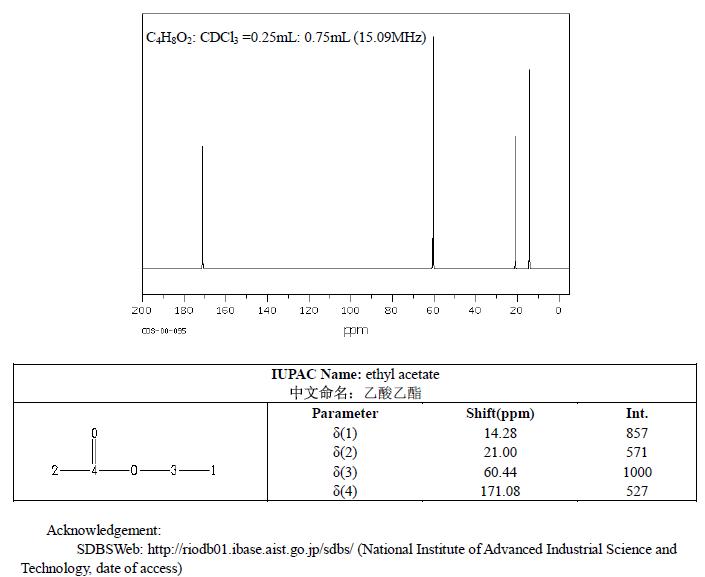 C₄H₈O₂: CDCl₃ =0.25mL: 0.75mL (15.09MHz)
200 180 160 140 120 100 80 60 40 20 0
CDS-00-095
ppm
IUPAC Name: ethyl acetate
中文命名：乙酸乙酯
Parameter Shift(ppm) Int.
δ(1) 14.28 857
δ(2) 21.00 571
δ(3) 60.44 1000
δ(4) 171.08 527
O
2 4 O 3 1
Acknowledgement:
SDBSWeb: http://riodb01.ibase.aist.go.jp/sdbs/ (National Institute of Advanced Industrial Science and
Technology, date of access)